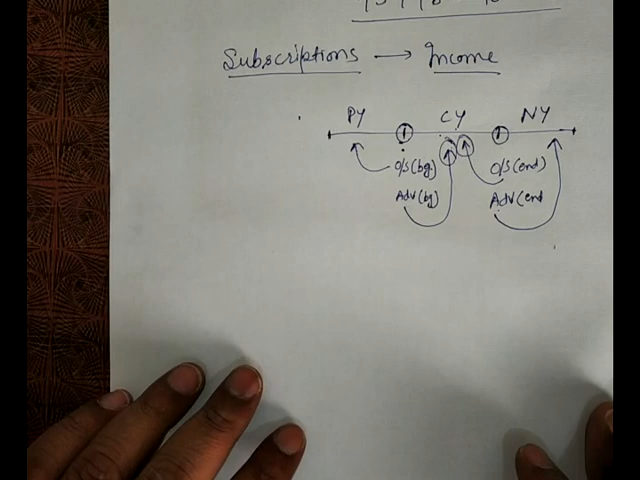 Subscriptions → Income
PY CY NY
O/S (bg) O/S (end)
Adv (bg) Adv (end